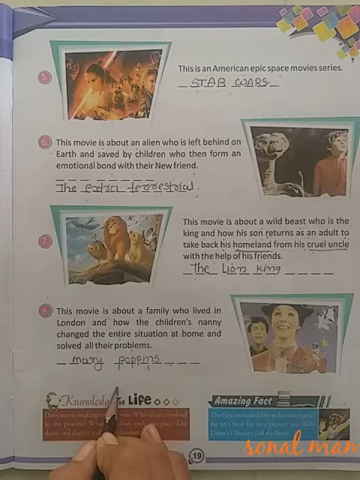 5
This is an American epic space movies series.
STAR WARS
6
This movie is about an alien who is left behind on
Earth and saved by children who then form an
emotional bond with their New friend.
The extra terrestrial.
7
This movie is about a wild beast who is the
king and how his son returns as an adult to
take back his homeland from his cruel uncle
with the help of his friends.
The Lion king
8
This movie is about a family who lived in
London and how the children's nanny
changed the entire situation at home and
solved all their problems.
mary poppins
Life
Amazing Fact
19
sonal man